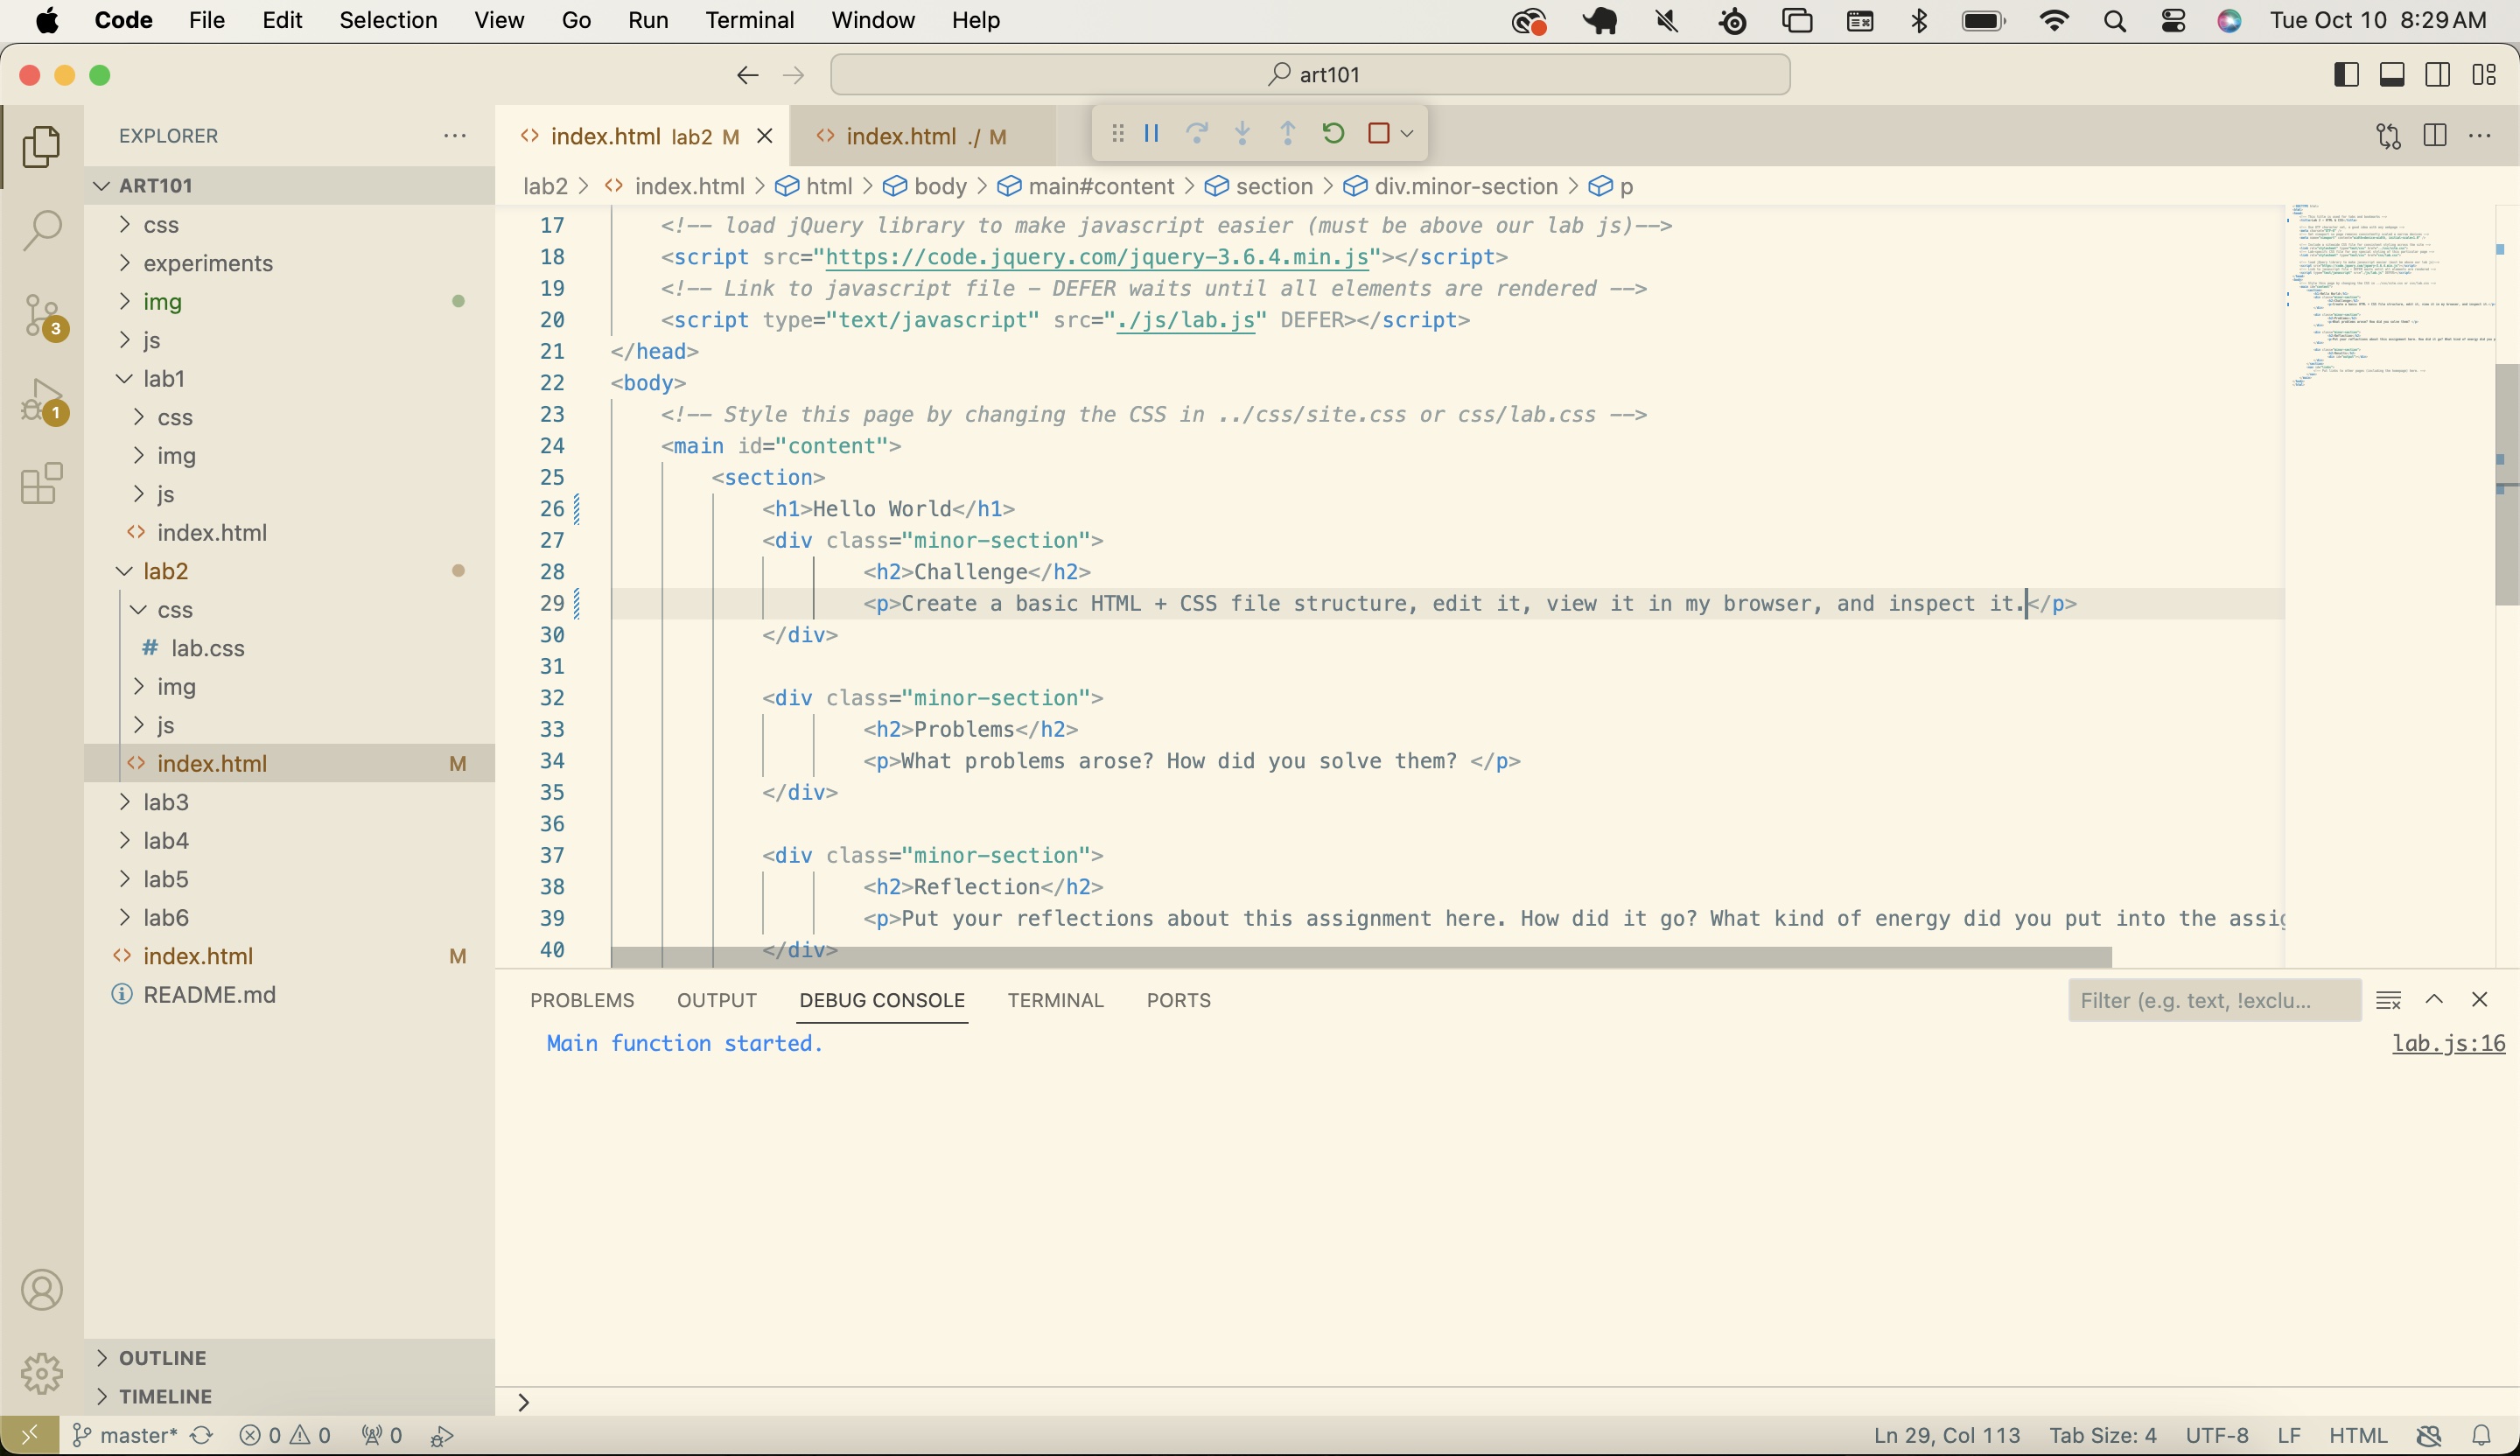 Code File Edit Selection View Go Run Terminal Window Help Tue Oct 10 8:29 AM
art101
EXPLORER
ART101
css
experiments
img
js
lab1
css
img
js
index.html
lab2
css
# lab.css
img
js
index.html M
lab3
lab4
lab5
lab6
index.html M
README.md
OUTLINE
TIMELINE
3
1
index.html lab2 M
index.html ./ M
lab2 > index.html > html > body > main#content > section > div.minor-section > p
17 <!-- load jQuery library to make javascript easier (must be above our lab js)-->
18 <script src="https://code.jquery.com/jquery-3.6.4.min.js"></script>
19 <!-- Link to javascript file - DEFER waits until all elements are rendered -->
20 <script type="text/javascript" src="./js/lab.js" DEFER></script>
21 </head>
22 <body>
23 <!-- Style this page by changing the CSS in ../css/site.css or css/lab.css -->
24 <main id="content">
25 <section>
26 <h1>Hello World</h1>
27 <div class="minor-section">
28 <h2>Challenge</h2>
29 <p>Create a basic HTML + CSS file structure, edit it, view it in my browser, and inspect it.</p>
30 </div>
31
32 <div class="minor-section">
33 <h2>Problems</h2>
34 <p>What problems arose? How did you solve them? </p>
35 </div>
36
37 <div class="minor-section">
38 <h2>Reflection</h2>
39 <p>Put your reflections about this assignment here. How did it go? What kind of energy did you put into the assig
40 </div>
PROBLEMS OUTPUT DEBUG CONSOLE TERMINAL PORTS Filter (e.g. text, !exclu...
Main function started. lab.js:16
>
master* 0 0 0 Ln 29, Col 113 Tab Size: 4 UTF-8 LF HTML